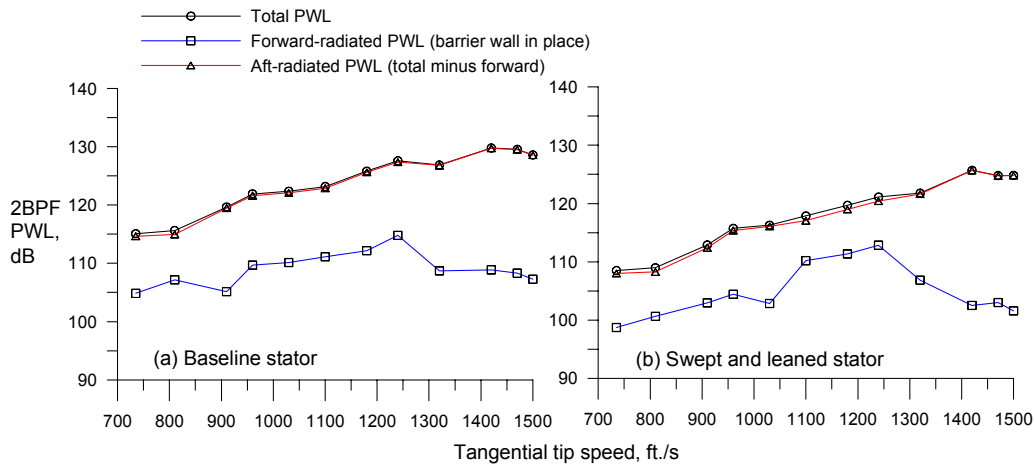 Total PWL
Forward-radiated PWL (barrier wall in place)
Aft-radiated PWL (total minus forward)
2BPF
PWL,
dB
140
130
120
110
100
90
(a) Baseline stator
700 800 900 1000 1100 1200 1300 1400 1500
140
130
120
110
100
90
(b) Swept and leaned stator
700 800 900 1000 1100 1200 1300 1400 1500
Tangential tip speed, ft./s